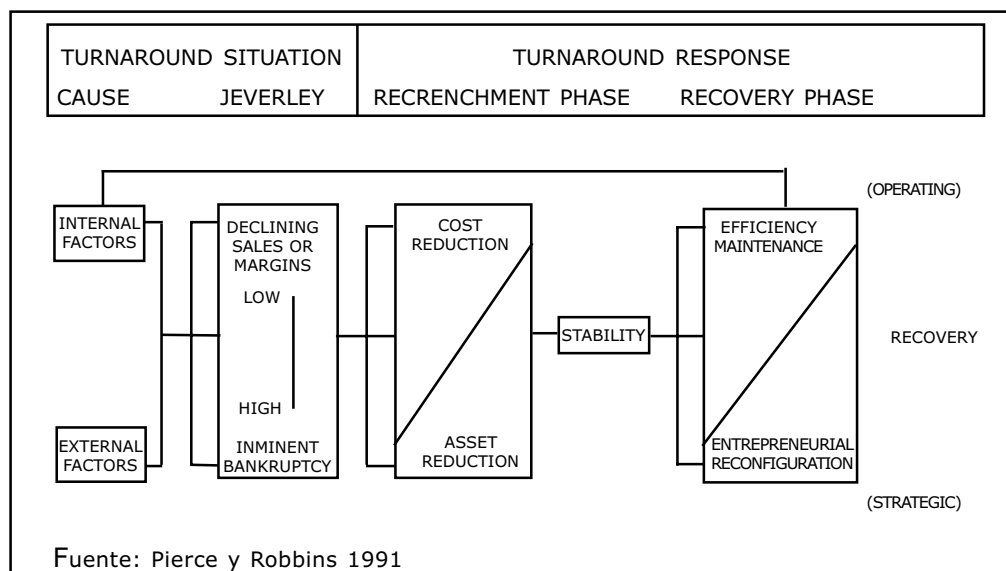 TURNAROUND SITUATION
TURNAROUND RESPONSE
CAUSE JEVERLEY
RECRENCHMENT PHASE RECOVERY PHASE
(OPERATING)
INTERNAL
FACTORS
DECLINING
SALES OR
MARGINS
LOW
HIGH
INMINENT
BANKRUPTCY
EXTERNAL
FACTORS
COST
REDUCTION
ASSET
REDUCTION
STABILITY
EFFICIENCY
MAINTENANCE
ENTREPRENEURIAL
RECONFIGURATION
RECOVERY
(STRATEGIC)
Fuente: Pierce y Robbins 1991